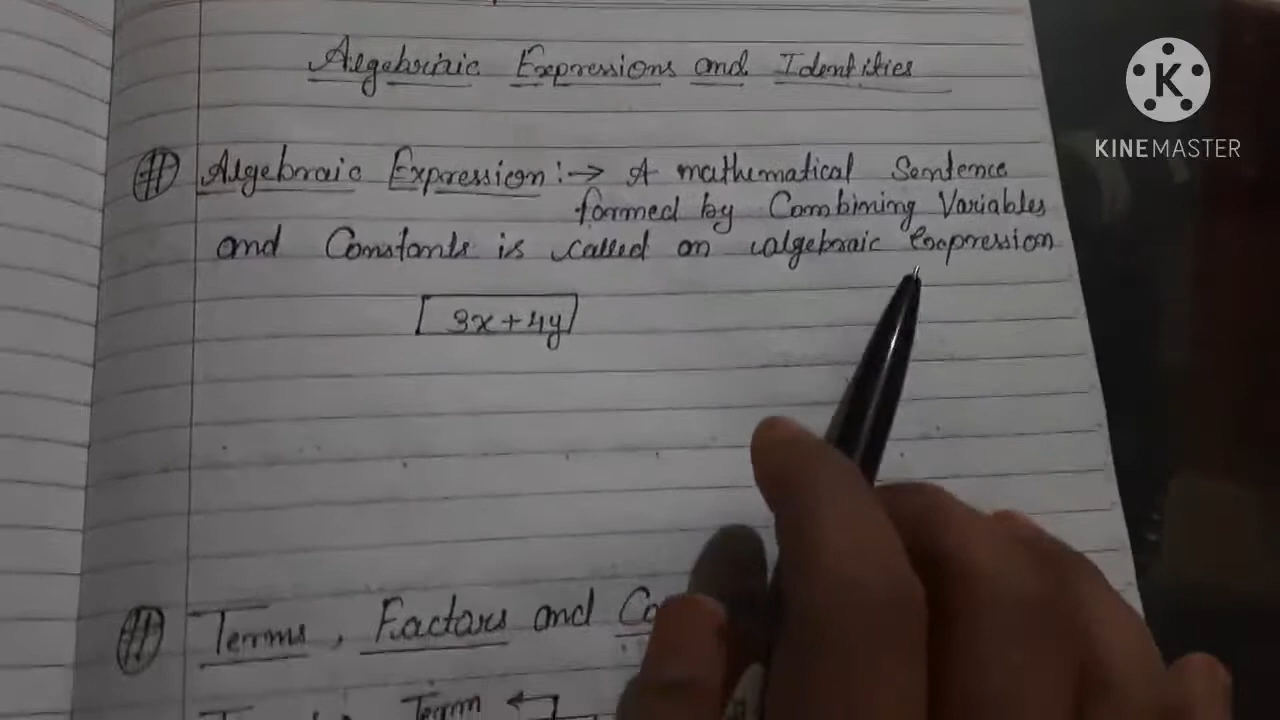 Algebraic Expressions and Identities
# Algebraic Expression :→ A mathematical Sentence
formed by Combining Variables
and Constants is called an algebraic expression
3x+4y
# Terms, Factors and Co
Term
K
KINEMASTER